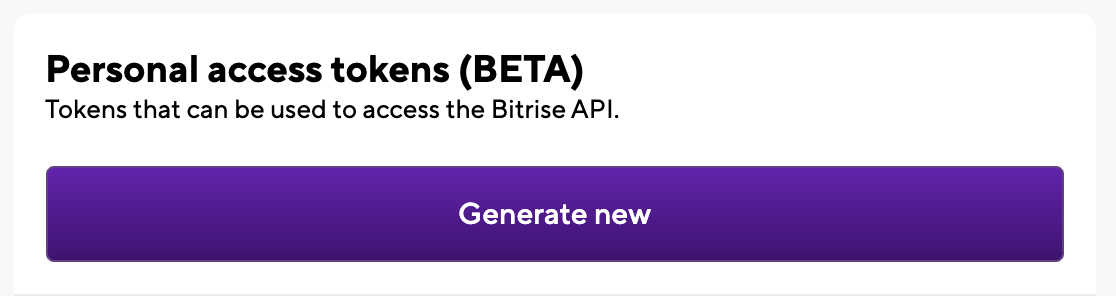 Personal access tokens (BETA)
Tokens that can be used to access the Bitrise API.
Generate new